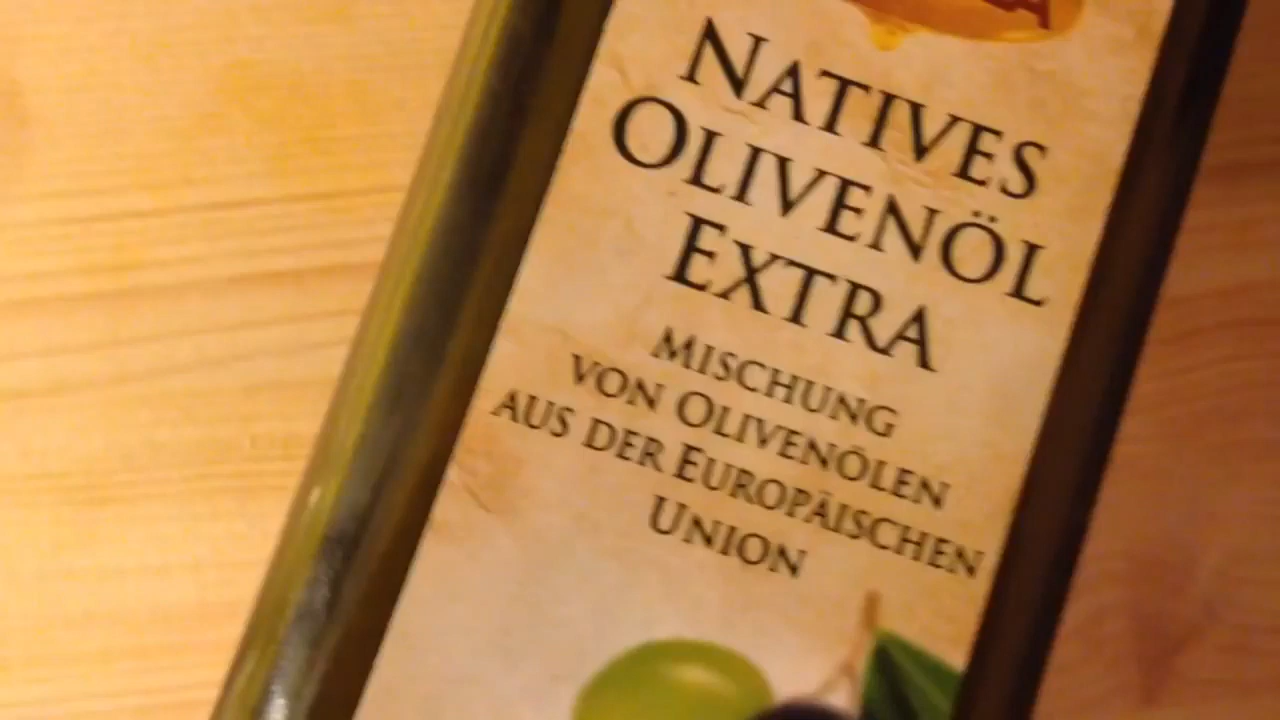 NATIVES
OLIVENÖL
EXTRA
MISCHUNG
VON OLIVENÖLEN
AUS DER EUROPÄISCHEN
UNION